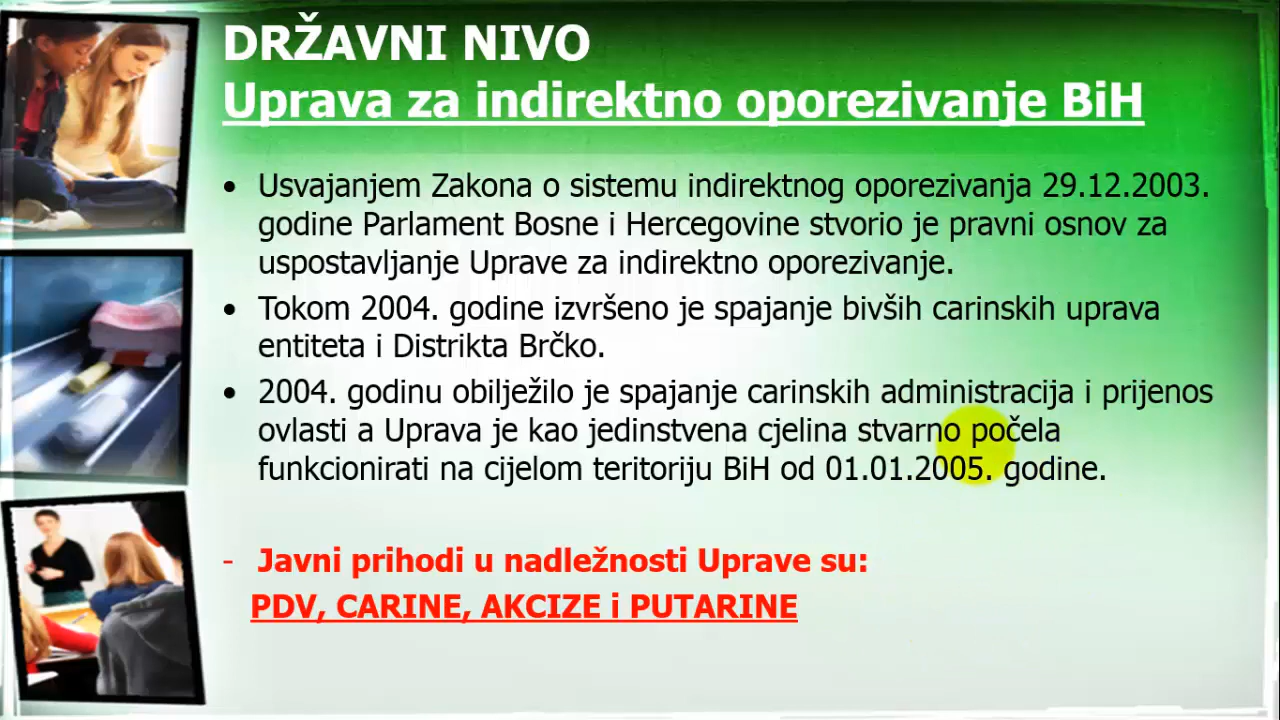 DRŽAVNI NIVO
Uprava za indirektno oporezivanje BiH
• Usvajanjem Zakona o sistemu indirektnog oporezivanja 29.12.2003.
godine Parlament Bosne i Hercegovine stvorio je pravni osnov za
uspostavljanje Uprave za indirektno oporezivanje.
• Tokom 2004. godine izvršeno je spajanje bivših carinskih uprava
entiteta i Distrikta Brčko.
• 2004. godinu obilježilo je spajanje carinskih administracija i prijenos
ovlasti a Uprava je kao jedinstvena cjelina stvarno počela
funkcionirati na cijelom teritoriju BiH od 01.01.2005. godine.
- Javni prihodi u nadležnosti Uprave su:
PDV, CARINE, AKCIZE i PUTARINE